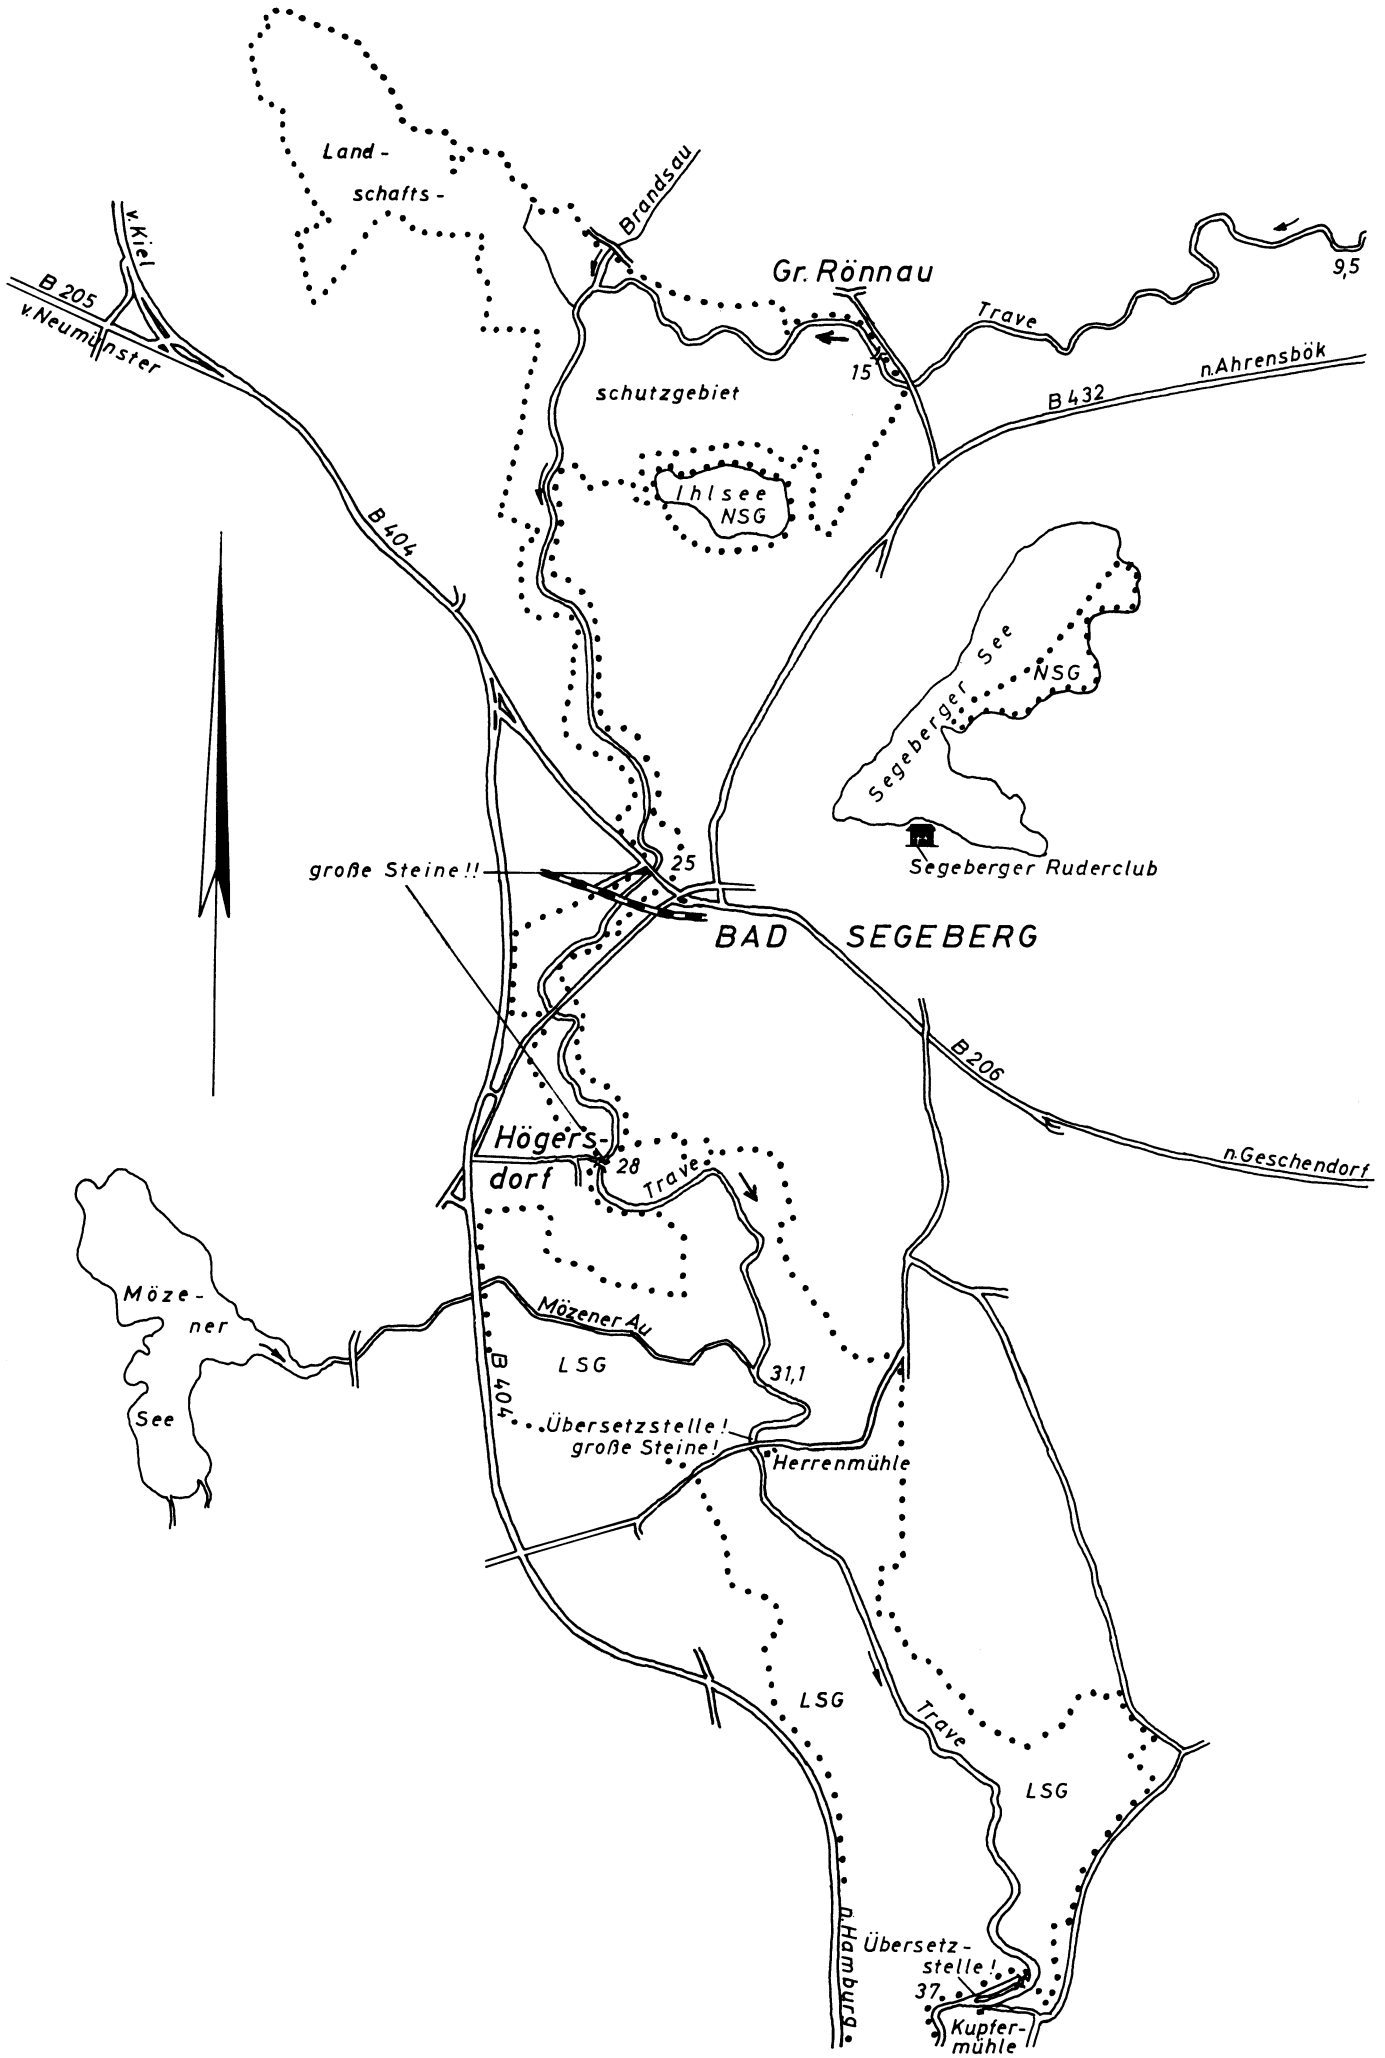 Land-
schafts-
Brandsau
v. Kiel
B 205
v. Neumünster
Gr. Rönnau
9,5
Trave
15
n. Ahrensbök
B 432
schutzgebiet
Ihlsee
NSG
B 404
Segeberger See
NSG
Segeberger Ruderclub
große Steine!!
25
BAD SEGEBERG
B 206
n. Geschendorf
Högers-
dorf
28
Trave
Möze-
ner
See
Mözener Au
LSG
B 404
31,1
Übersetzstelle!
große Steine!
Herrenmühle
LSG
Trave
LSG
n. Hamburg
Übersetz-
stelle!
37
Kupfer-
mühle